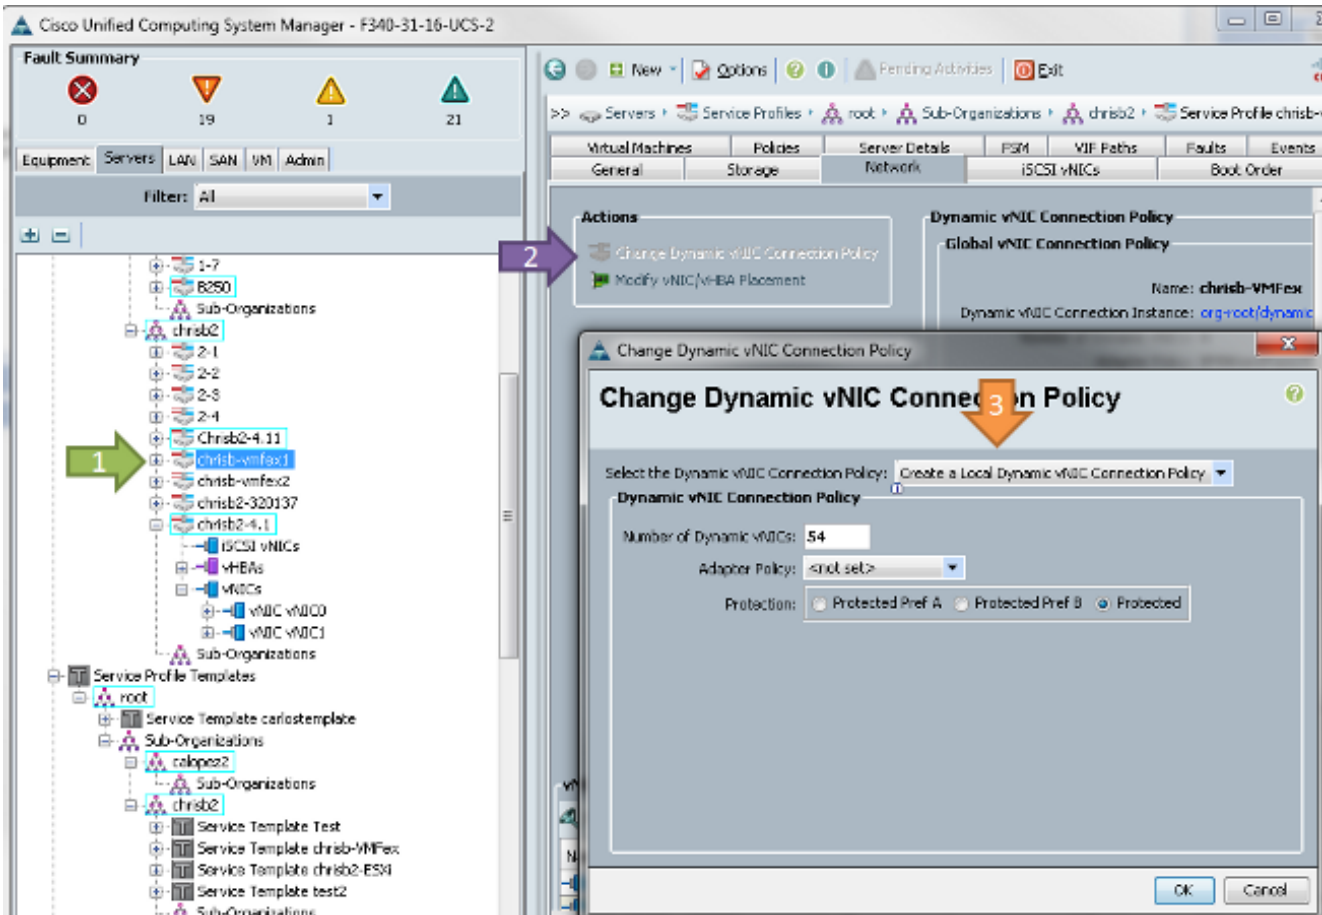 Cisco Unified Computing System Manager - F340-31-16-UCS-2
Fault Summary
0 19 1 21
Equipment Servers LAN SAN VM Admin
Filter: All
1-7
B250
Sub-Organizations
chrisb2
2-1
2-2
2-3
2-4
Chrisb2-4.11
1
chrisb-vmfex1
chrisb-vmfex2
chrisb2-320137
chrisb2-4.1
iSCSI vNICs
vHBAs
vNICs
vNIC vNIC0
vNIC vNIC1
Sub-Organizations
Service Profile Templates
root
Service Template carlostemplate
Sub-Organizations
calopez2
Sub-Organizations
chrisb2
Service Template Test
Service Template chrisb-VMFex
Service Template chrisb2-ESXi
Service Template test2
Sub-Organizations
New Options Pending Activities Exit
>> Servers Service Profiles root Sub-Organizations chrisb2 Service Profile chrisb-
Virtual Machines Policies Server Details FSM VIF Paths Faults Events
General Storage Network iSCSI vNICs Boot Order
Actions
2
Change Dynamic vNIC Connection Policy
Modify vNIC/vHBA Placement
Dynamic vNIC Connection Policy
Global vNIC Connection Policy
Name: chrisb-VMFex
Dynamic vNIC Connection Instance: org-root/dynamic
Change Dynamic vNIC Connection Policy
Change Dynamic vNIC Connection Policy
3
Select the Dynamic vNIC Connection Policy: Create a Local Dynamic vNIC Connection Policy
Dynamic vNIC Connection Policy
Number of Dynamic vNICs: 54
Adapter Policy: <not set>
Protection: Protected Pref A Protected Pref B Protected
OK Cancel